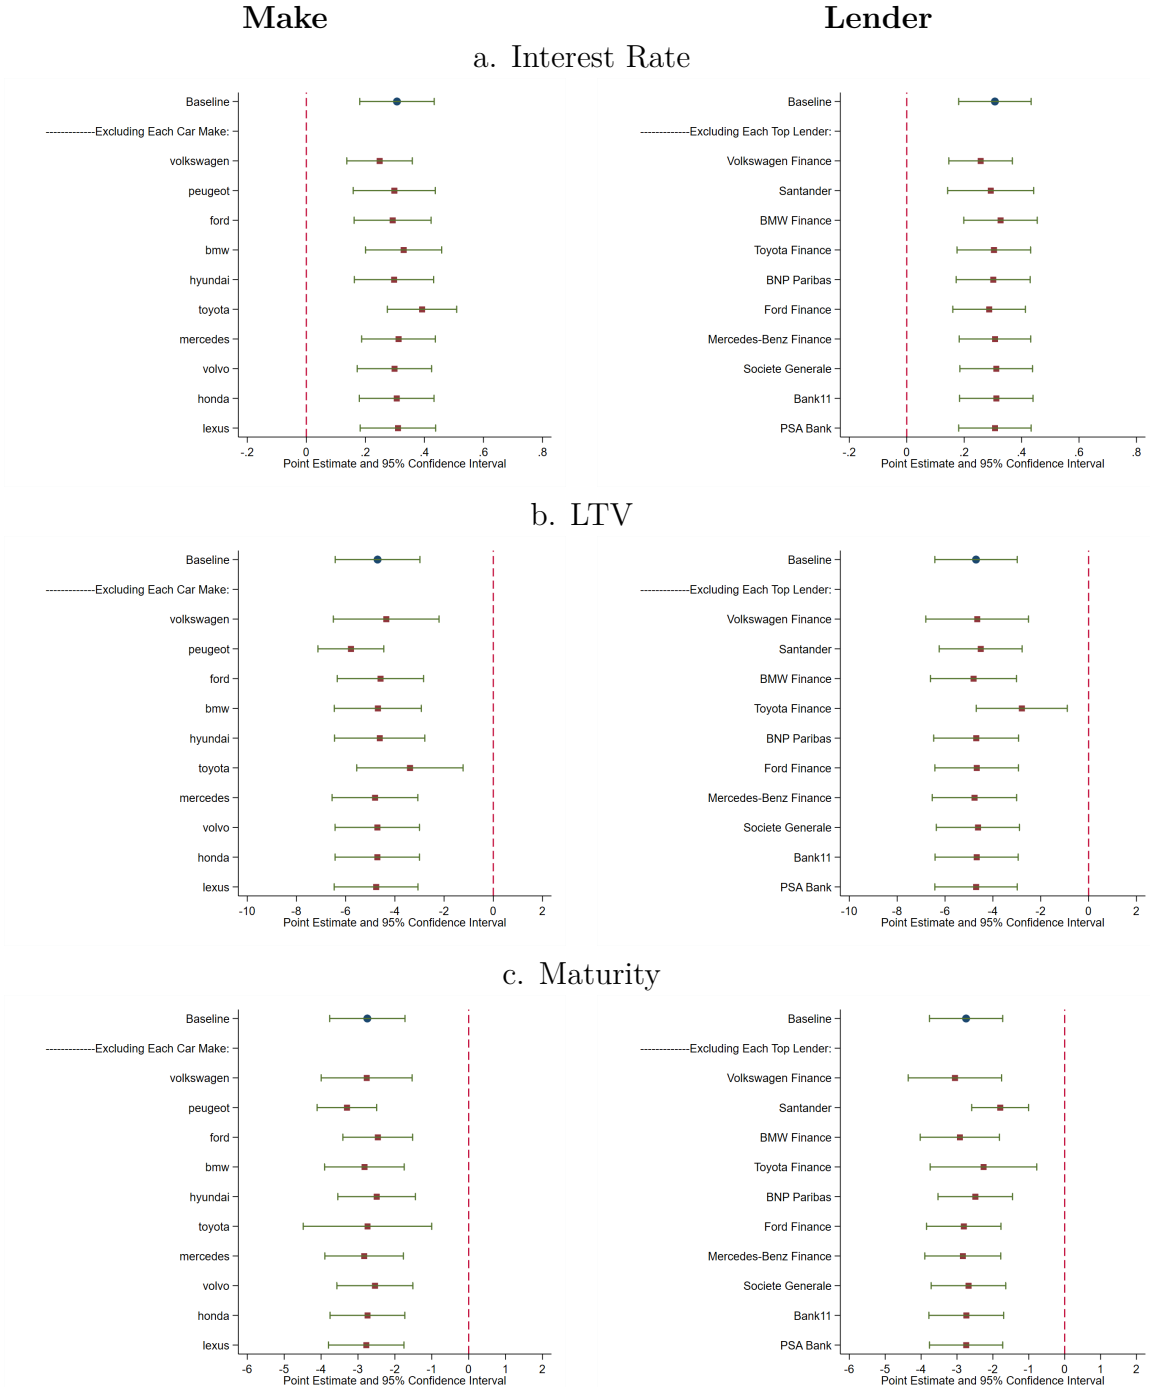 Make
Lender
a. Interest Rate
Baseline
-------------Excluding Each Car Make:
volkswagen
peugeot
ford
bmw
hyundai
toyota
mercedes
volvo
honda
lexus
-.2 0 .2 .4 .6 .8
Point Estimate and 95% Confidence Interval
Baseline
-------------Excluding Each Top Lender:
Volkswagen Finance
Santander
BMW Finance
Toyota Finance
BNP Paribas
Ford Finance
Mercedes-Benz Finance
Societe Generale
Bank11
PSA Bank
-.2 0 .2 .4 .6 .8
Point Estimate and 95% Confidence Interval
b. LTV
Baseline
-------------Excluding Each Car Make:
volkswagen
peugeot
ford
bmw
hyundai
toyota
mercedes
volvo
honda
lexus
-10 -8 -6 -4 -2 0 2
Point Estimate and 95% Confidence Interval
Baseline
-------------Excluding Each Top Lender:
Volkswagen Finance
Santander
BMW Finance
Toyota Finance
BNP Paribas
Ford Finance
Mercedes-Benz Finance
Societe Generale
Bank11
PSA Bank
-10 -8 -6 -4 -2 0 2
Point Estimate and 95% Confidence Interval
c. Maturity
Baseline
-------------Excluding Each Car Make:
volkswagen
peugeot
ford
bmw
hyundai
toyota
mercedes
volvo
honda
lexus
-6 -5 -4 -3 -2 -1 0 1 2
Point Estimate and 95% Confidence Interval
Baseline
-------------Excluding Each Top Lender:
Volkswagen Finance
Santander
BMW Finance
Toyota Finance
BNP Paribas
Ford Finance
Mercedes-Benz Finance
Societe Generale
Bank11
PSA Bank
-6 -5 -4 -3 -2 -1 0 1 2
Point Estimate and 95% Confidence Interval